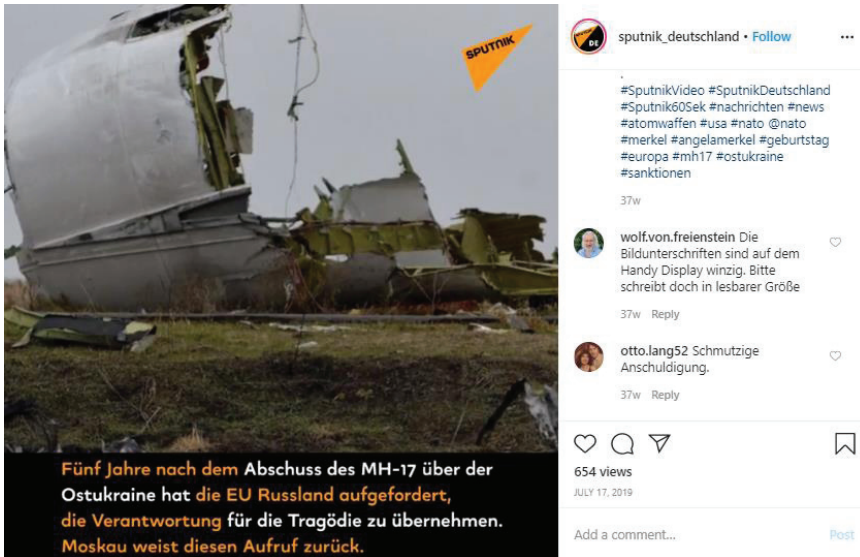 SPUTNIK
Fünf Jahre nach dem Abschuss des MH-17 über der
Ostukraine hat die EU Russland aufgefordert,
die Verantwortung für die Tragödie zu übernehmen.
Moskau weist diesen Aufruf zurück.
SPUTNIK
DE
sputnik_deutschland • Follow
.
#SputnikVideo #SputnikDeutschland
#Sputnik60Sek #nachrichten #news
#atomwaffen #usa #nato @nato
#merkel #angelamerkel #geburtstag
#europa #mh17 #ostukraine
#sanktionen
37w
wolf.von.freienstein Die
Bildunterschriften sind auf dem
Handy Display winzig. Bitte
schreibt doch in lesbarer Größe
37w Reply
otto.lang52 Schmutzige
Anschuldigung.
37w Reply
654 views
JULY 17, 2019
Add a comment... Post